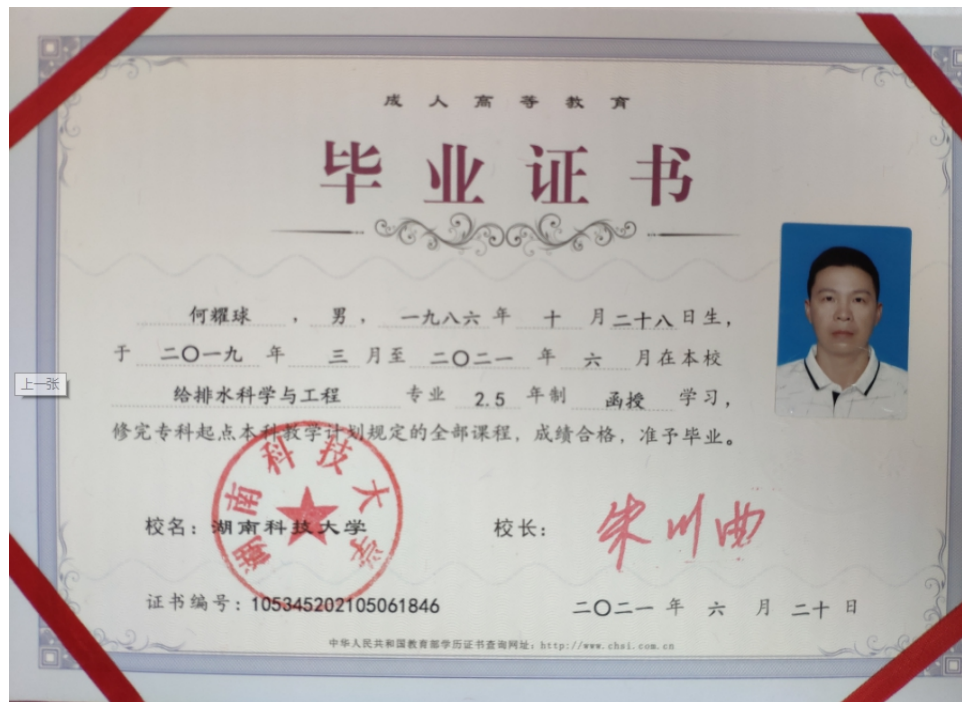 成人高等教育
毕业证书
何耀球，男，一九八六年十月二十八日生，
于二〇一九年三月至二〇二一年六月在本校
给排水科学与工程专业2.5年制函授学习，
修完专科起点本科教学计划规定的全部课程，成绩合格，准予毕业。
上一张
湖南科技大学
校名：湖南科技大学 校长：朱川曲
证书编号：105345202105061846 二〇二一年六月二十日
中华人民共和国教育部学历证书查询网址：http://www.chsi.com.cn